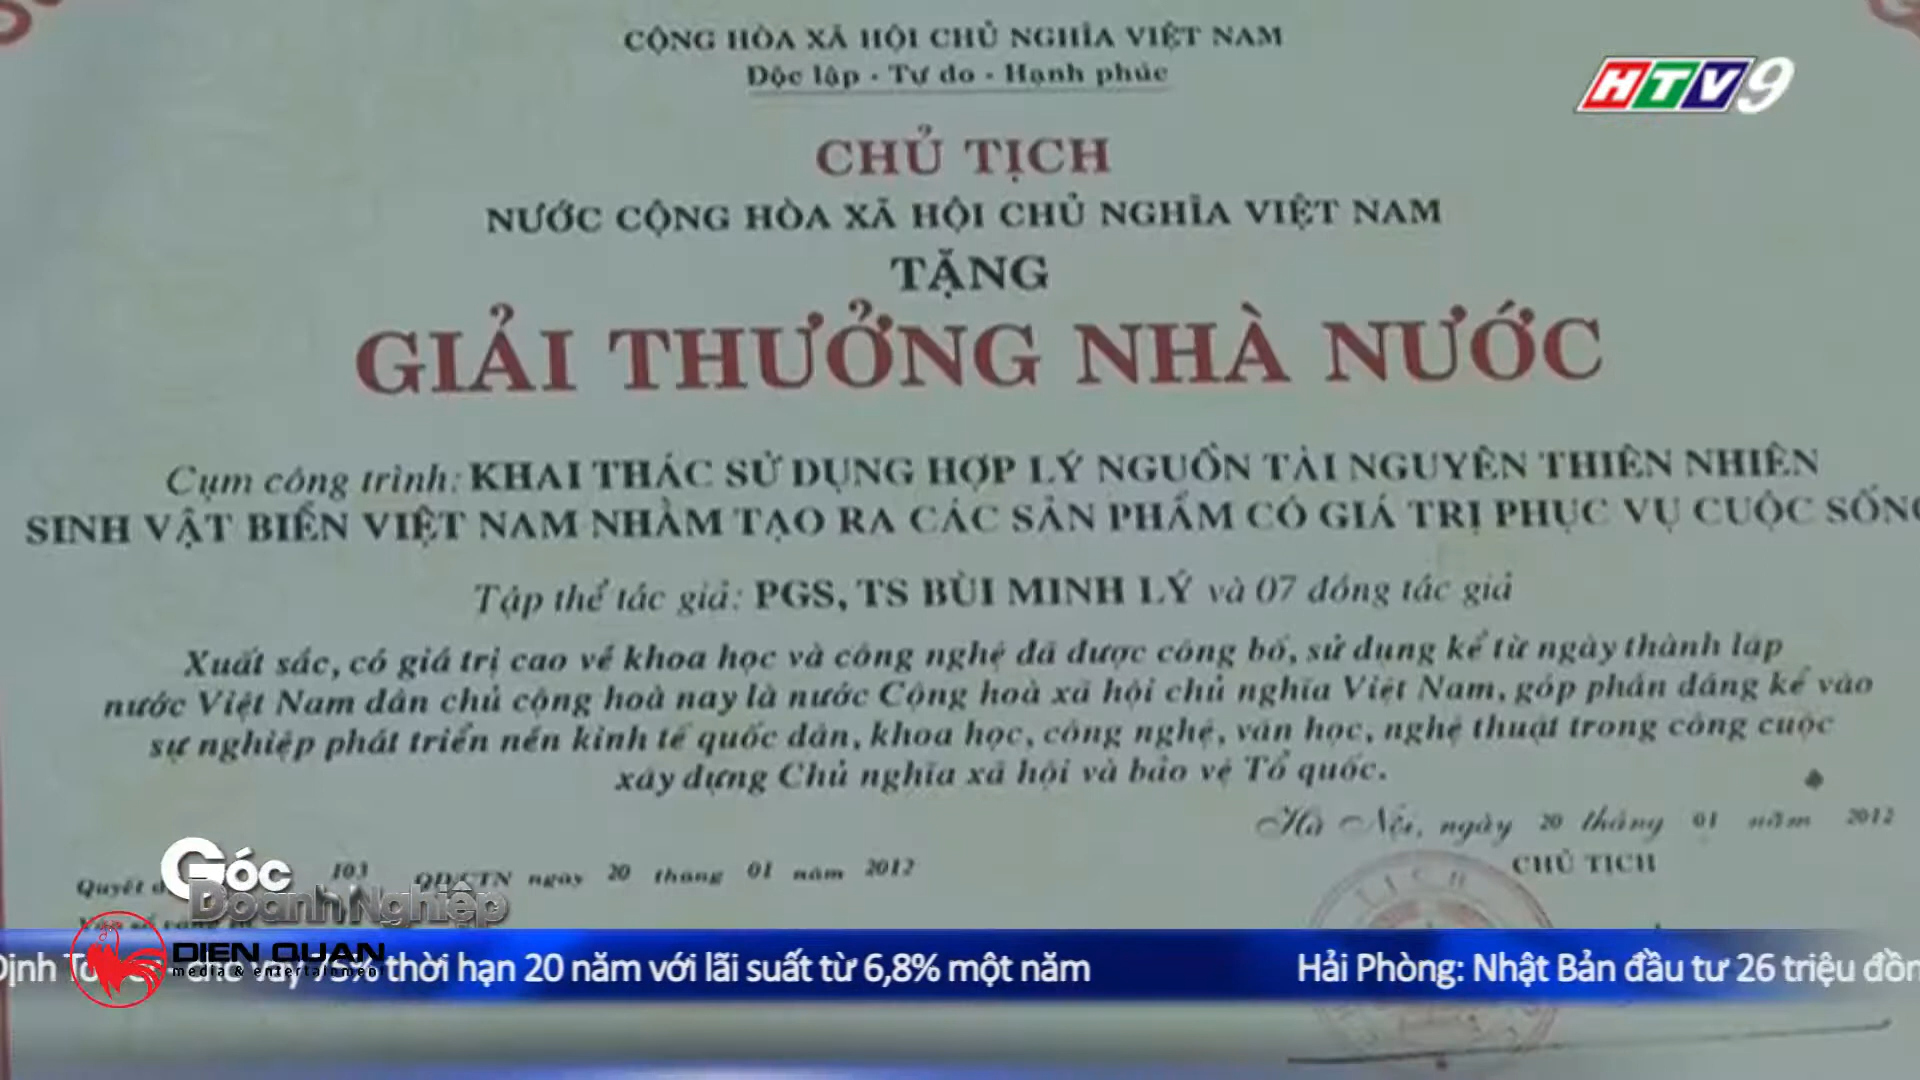 CỘNG HÒA XÃ HỘI CHỦ NGHĨA VIỆT NAM
Độc lập - Tự do - Hạnh phúc
HTV9
CHỦ TỊCH
NƯỚC CỘNG HÒA XÃ HỘI CHỦ NGHĨA VIỆT NAM
TẶNG
GIẢI THƯỞNG NHÀ NƯỚC
Cụm công trình: KHAI THÁC SỬ DỤNG HỢP LÝ NGUỒN TÀI NGUYÊN THIÊN NHIÊN
SINH VẬT BIỂN VIỆT NAM NHẰM TẠO RA CÁC SẢN PHẨM CÓ GIÁ TRỊ PHỤC VỤ CUỘC SỐNG
Tập thể tác giả: PGS, TS BÙI MINH LÝ và 07 đồng tác giả
Xuất sắc, có giá trị cao về khoa học và công nghệ đã được công bố, sử dụng kể từ ngày thành lập
nước Việt Nam dân chủ cộng hoà nay là nước Cộng hoà xã hội chủ nghĩa Việt Nam, góp phần đáng kể vào
sự nghiệp phát triển nền kinh tế quốc dân, khoa học, công nghệ, văn học, nghệ thuật trong công cuộc
xây dựng Chủ nghĩa xã hội và bảo vệ Tổ quốc.
Hà Nội, ngày 20 tháng 01 năm 2012
CHỦ TỊCH
Quyết 103 QĐ/CTN ngày 20 tháng 01 năm 2012
Góc
Doanh Nghiệp
DIEN QUAN
media & entertainment
Định cho vay 75% thời hạn 20 năm với lãi suất từ 6,8% một năm
Hải Phòng: Nhật Bản đầu tư 26 triệu